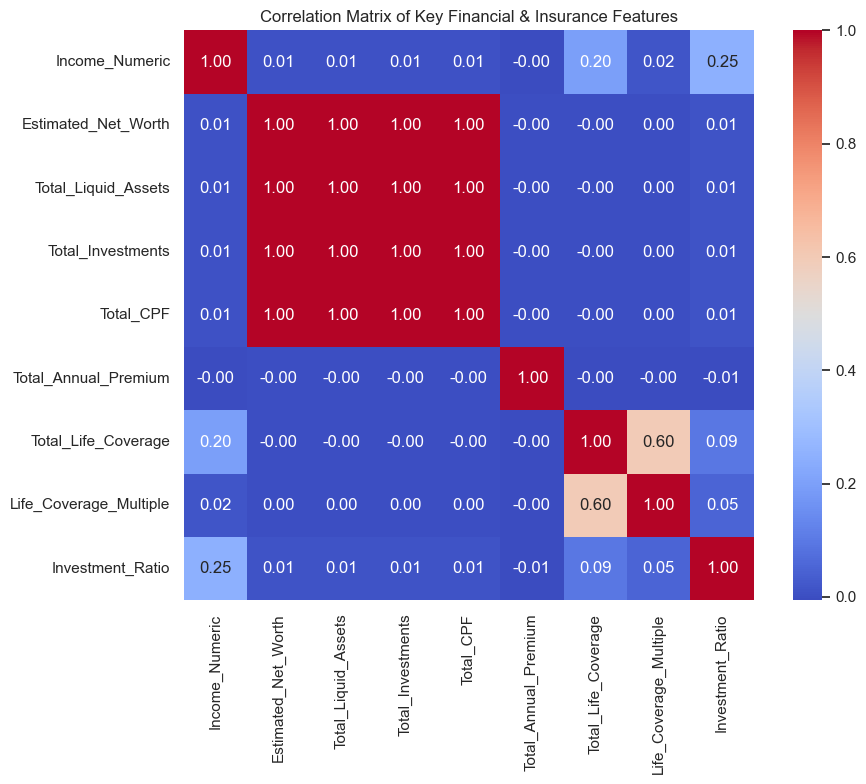 Correlation Matrix of Key Financial & Insurance Features
Income_Numeric 1.00 0.01 0.01 0.01 0.01 -0.00 0.20 0.02 0.25
Estimated_Net_Worth 0.01 1.00 1.00 1.00 1.00 -0.00 -0.00 0.00 0.01
Total_Liquid_Assets 0.01 1.00 1.00 1.00 1.00 -0.00 -0.00 0.00 0.01
Total_Investments 0.01 1.00 1.00 1.00 1.00 -0.00 -0.00 0.00 0.01
Total_CPF 0.01 1.00 1.00 1.00 1.00 -0.00 -0.00 0.00 0.01
Total_Annual_Premium -0.00 -0.00 -0.00 -0.00 -0.00 1.00 -0.00 -0.00 -0.01
Total_Life_Coverage 0.20 -0.00 -0.00 -0.00 -0.00 -0.00 1.00 0.60 0.09
Life_Coverage_Multiple 0.02 0.00 0.00 0.00 0.00 -0.00 0.60 1.00 0.05
Investment_Ratio 0.25 0.01 0.01 0.01 0.01 -0.01 0.09 0.05 1.00
Income_Numeric
Estimated_Net_Worth
Total_Liquid_Assets
Total_Investments
Total_CPF
Total_Annual_Premium
Total_Life_Coverage
Life_Coverage_Multiple
Investment_Ratio
1.0
0.8
0.6
0.4
0.2
0.0